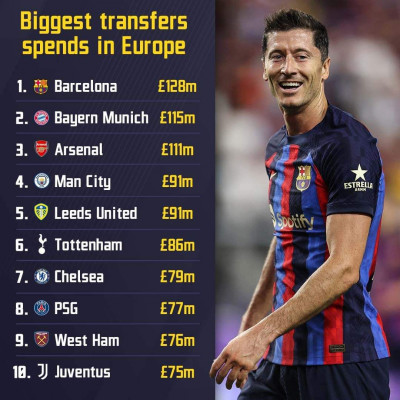 Biggest transfers
spends in Europe
1. Barcelona £128m
2. Bayern Munich £115m
3. Arsenal £111m
4. Man City £91m
5. Leeds United £91m
6. Tottenham £86m
7. Chelsea £79m
8. PSG £77m
9. West Ham £76m
10. Juventus £75m
ESTRELLA
DAMM
Spotify